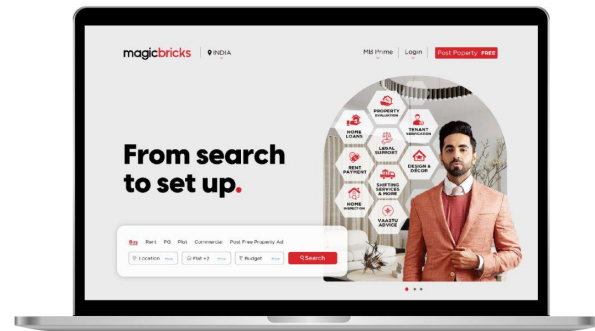 magicbricks
INDIA
MB Prime
Login
Post Poperty FREE
From search
to set up.
PROPERTY
EVALUATION
HOME
LOANS
TENANT
VERIFICATION
LEGAL
SUPPORT
RENT
PAYMENT
DESIGN &
DÉCOR
SHIFTING
SERVICES
& MORE
HOME
INSPECTION
VAASTU
ADVICE
Buy Rent PG Plot Commercial Post Free Property Ad
Location
Flat +2
₹ Budget
Search